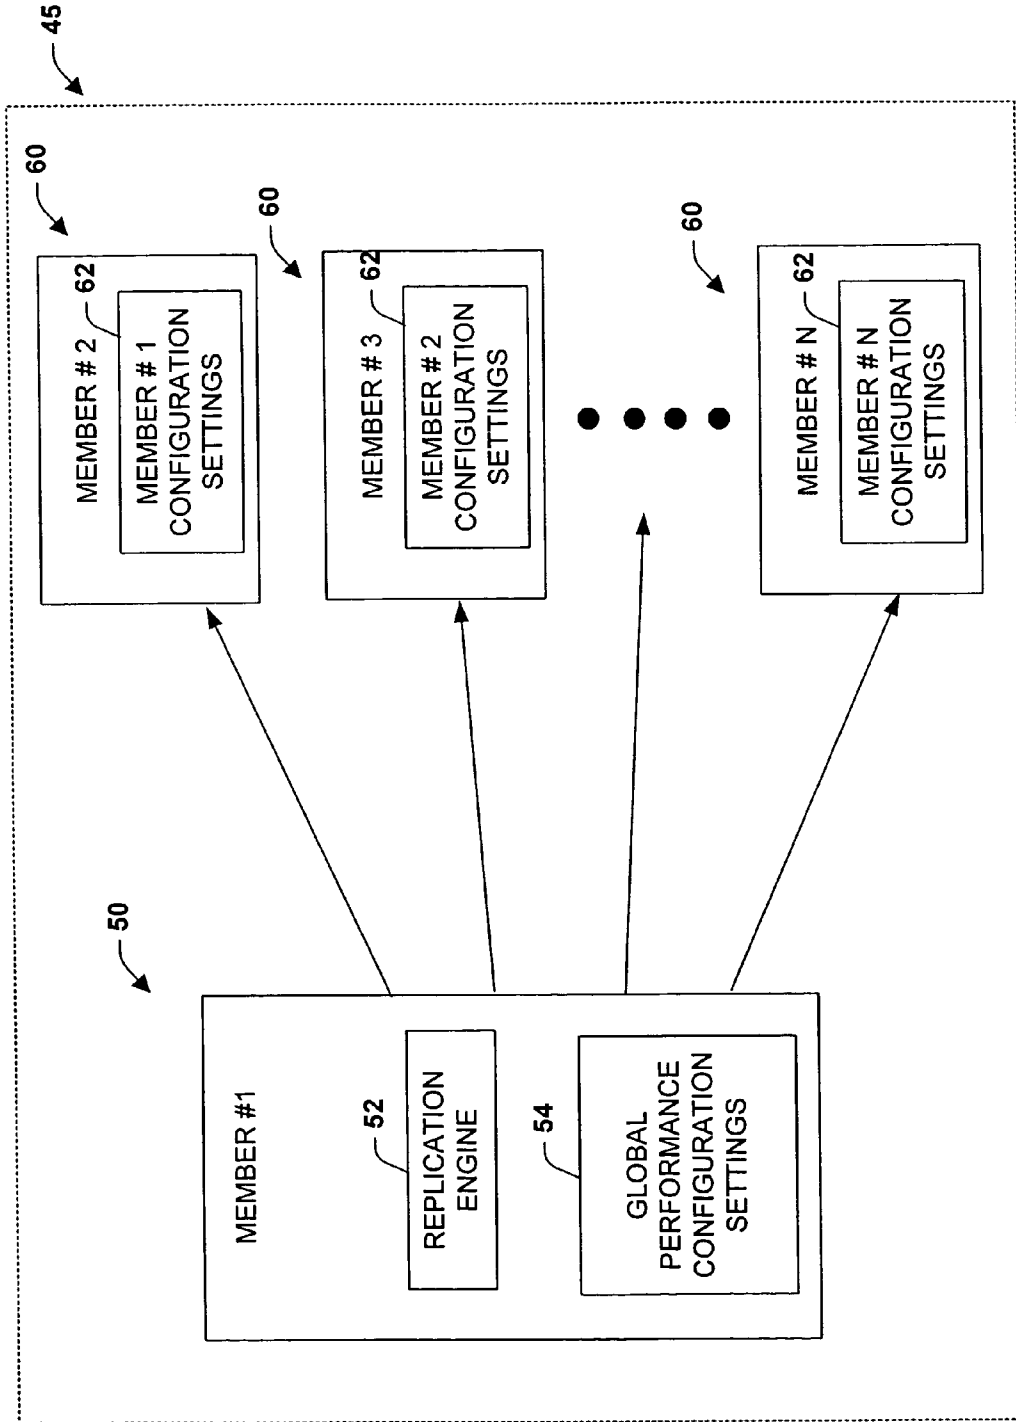 45
50
MEMBER #1
52
REPLICATION
ENGINE
54
GLOBAL
PERFORMANCE
CONFIGURATION
SETTINGS
60
MEMBER # 2
62
MEMBER # 1
CONFIGURATION
SETTINGS
60
MEMBER # 3
62
MEMBER # 2
CONFIGURATION
SETTINGS
60
MEMBER # N
62
MEMBER # N
CONFIGURATION
SETTINGS